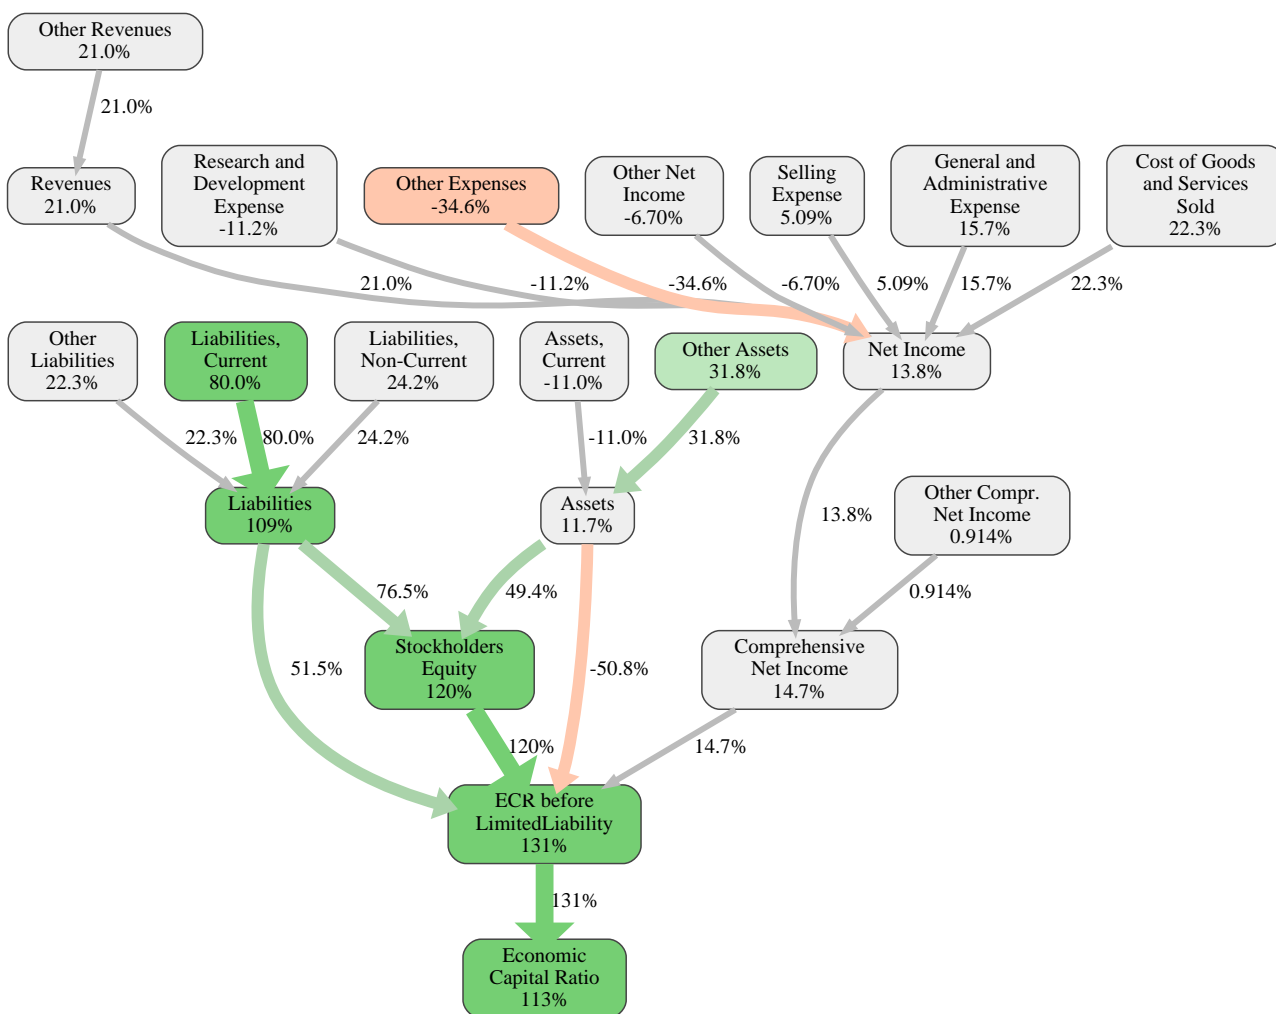 Other Revenues
21.0%
21.0%
Revenues
21.0%
Research and
Development
Expense
-11.2%
Other Expenses
-34.6%
Other Net
Income
-6.70%
Selling
Expense
5.09%
General and
Administrative
Expense
15.7%
Cost of Goods
and Services
Sold
22.3%
21.0%
-11.2%
-34.6%
-6.70%
5.09%
15.7%
22.3%
Other
Liabilities
22.3%
Liabilities,
Current
80.0%
Liabilities,
Non-Current
24.2%
Assets,
Current
-11.0%
Other Assets
31.8%
Net Income
13.8%
22.3%
80.0%
24.2%
-11.0%
31.8%
Liabilities
109%
Assets
11.7%
13.8%
Other Compr.
Net Income
0.914%
76.5%
49.4%
0.914%
51.5%
Stockholders
Equity
120%
-50.8%
Comprehensive
Net Income
14.7%
120%
14.7%
ECR before
LimitedLiability
131%
131%
Economic
Capital Ratio
113%